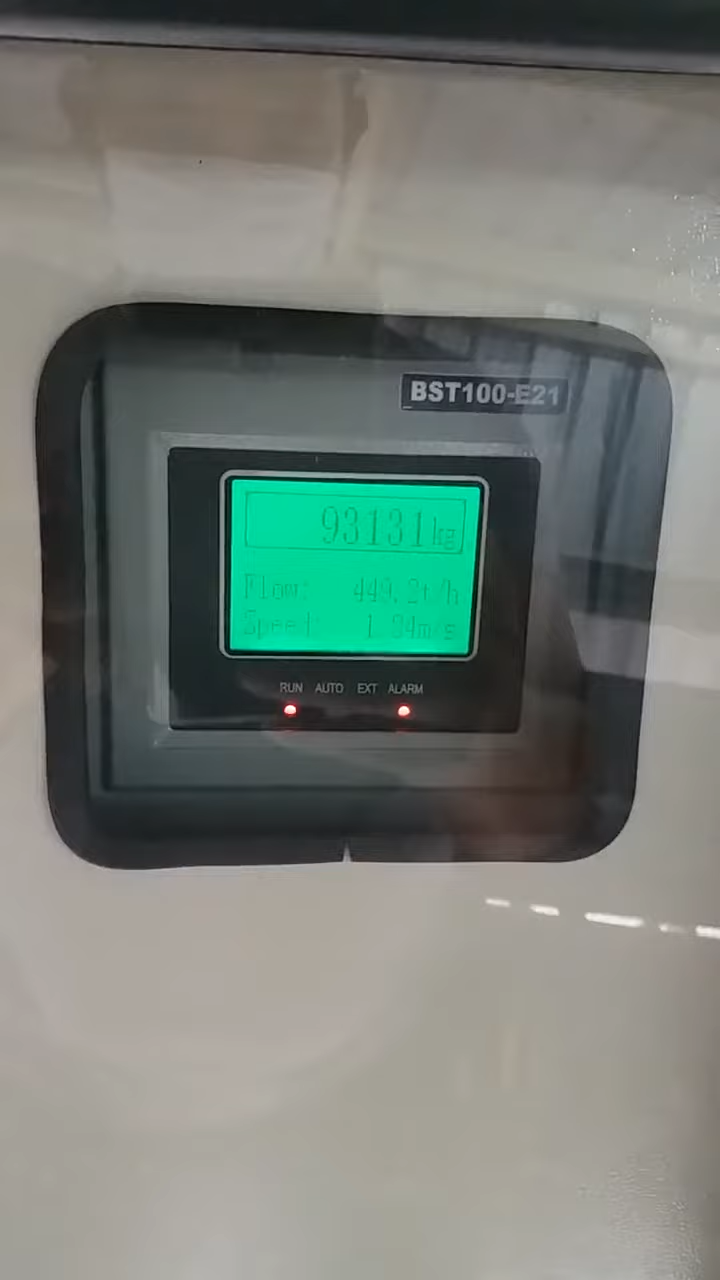 BST100-E21
93131kg
Flow: 449.2t/h
Speed: 1.94m/s
RUN AUTO EXT ALARM